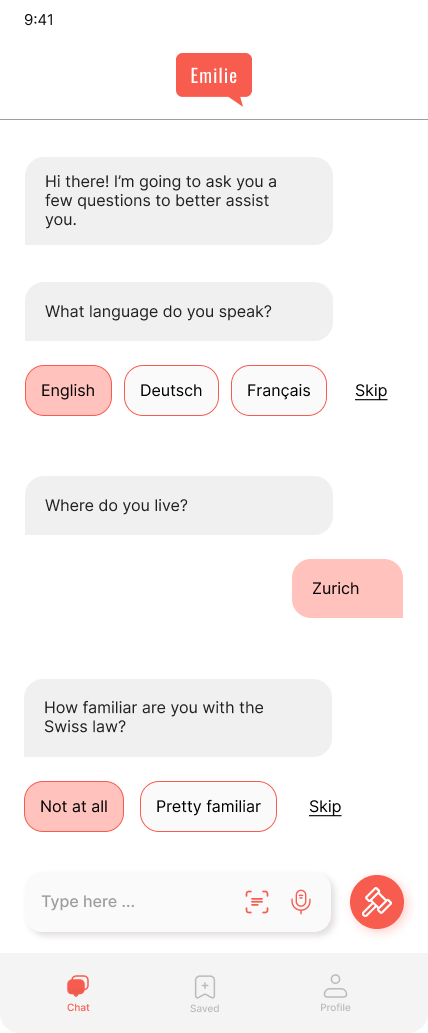 9:41
Emilie
Hi there! I’m going to ask you a
few questions to better assist
you.
What language do you speak?
English Deutsch Français Skip
Where do you live?
Zurich
How familiar are you with the
Swiss law?
Not at all Pretty familiar Skip
Type here ...
Chat Saved Profile